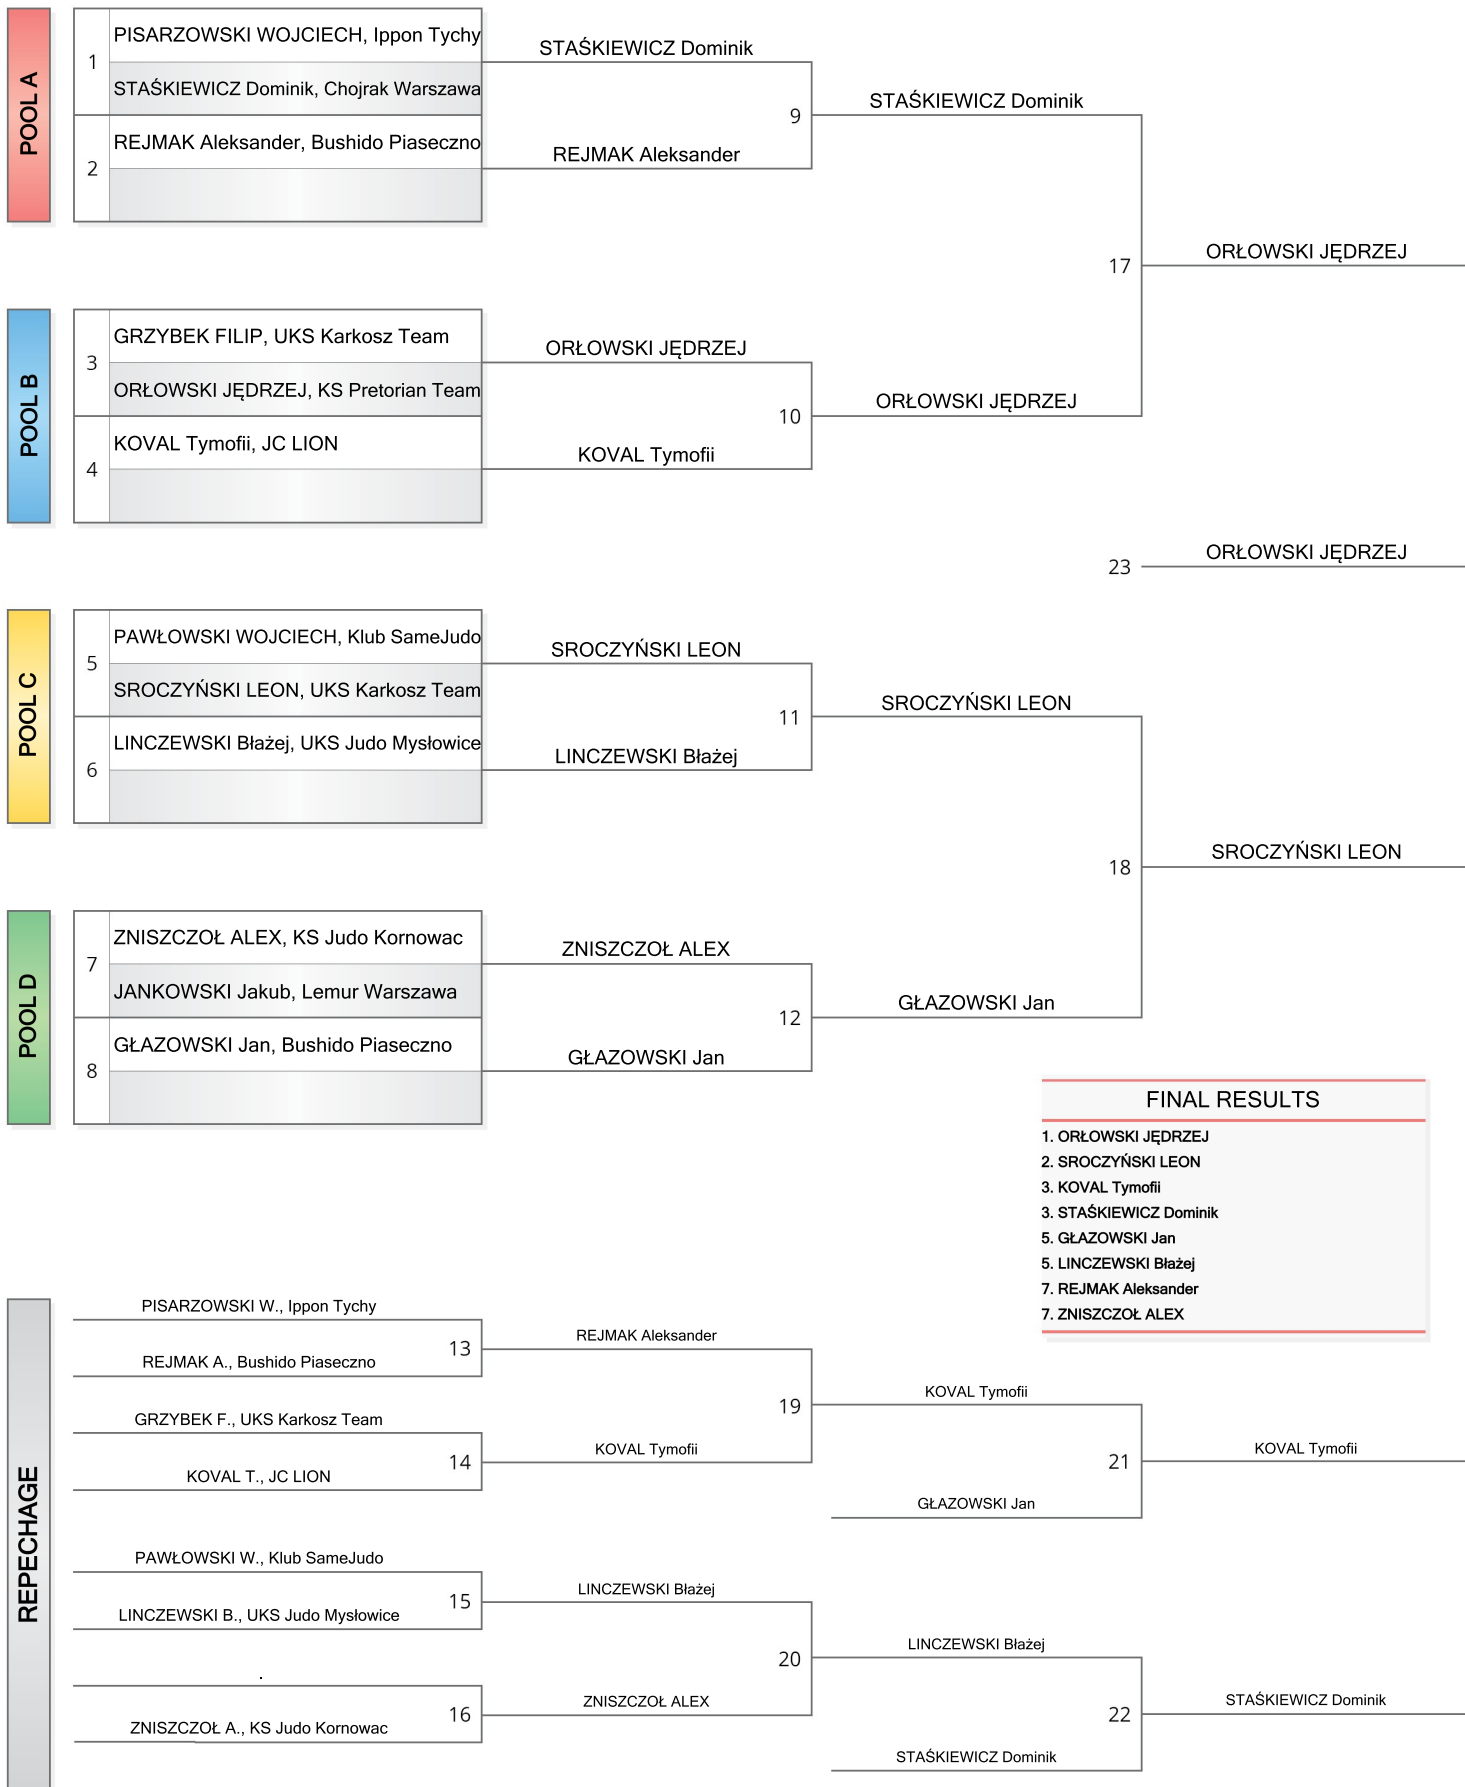 POOL A
1
PISARZOWSKI WOJCIECH, Ippon Tychy
STAŚKIEWICZ Dominik, Chojrak Warszawa
2
REJMAK Aleksander, Bushido Piaseczno
STAŚKIEWICZ Dominik
REJMAK Aleksander
9
STAŚKIEWICZ Dominik
17
ORŁOWSKI JĘDRZEJ
POOL B
3
GRZYBEK FILIP, UKS Karkosz Team
ORŁOWSKI JĘDRZEJ, KS Pretorian Team
4
KOVAL Tymofii, JC LION
ORŁOWSKI JĘDRZEJ
KOVAL Tymofii
10
ORŁOWSKI JĘDRZEJ
23
ORŁOWSKI JĘDRZEJ
POOL C
5
PAWŁOWSKI WOJCIECH, Klub SameJudo
SROCZYŃSKI LEON, UKS Karkosz Team
6
LINCZEWSKI Błażej, UKS Judo Mysłowice
SROCZYŃSKI LEON
LINCZEWSKI Błażej
11
SROCZYŃSKI LEON
18
SROCZYŃSKI LEON
POOL D
7
ZNISZCZOŁ ALEX, KS Judo Kornowac
JANKOWSKI Jakub, Lemur Warszawa
8
GŁAZOWSKI Jan, Bushido Piaseczno
ZNISZCZOŁ ALEX
GŁAZOWSKI Jan
12
GŁAZOWSKI Jan
FINAL RESULTS
1. ORŁOWSKI JĘDRZEJ
2. SROCZYŃSKI LEON
3. KOVAL Tymofii
3. STAŚKIEWICZ Dominik
5. GŁAZOWSKI Jan
5. LINCZEWSKI Błażej
7. REJMAK Aleksander
7. ZNISZCZOŁ ALEX
REPECHAGE
PISARZOWSKI W., Ippon Tychy
REJMAK A., Bushido Piaseczno
13
REJMAK Aleksander
GRZYBEK F., UKS Karkosz Team
KOVAL T., JC LION
14
KOVAL Tymofii
19
KOVAL Tymofii
GŁAZOWSKI Jan
21
KOVAL Tymofii
PAWŁOWSKI W., Klub SameJudo
LINCZEWSKI B., UKS Judo Mysłowice
15
LINCZEWSKI Błażej
.
ZNISZCZOŁ A., KS Judo Kornowac
16
ZNISZCZOŁ ALEX
20
LINCZEWSKI Błażej
STAŚKIEWICZ Dominik
22
STAŚKIEWICZ Dominik